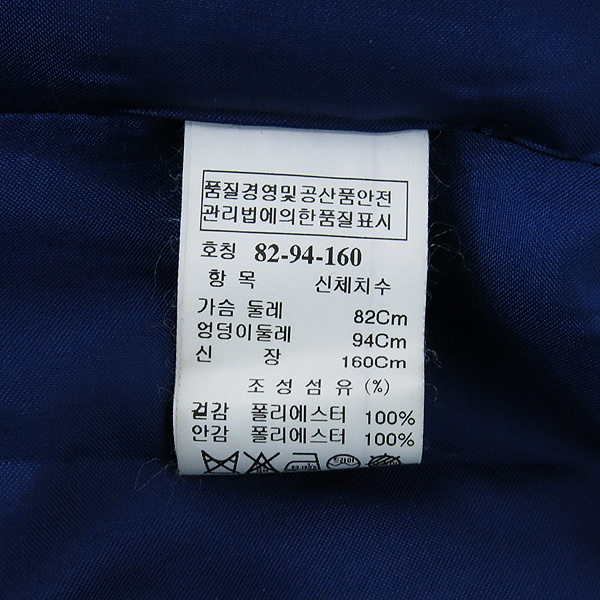 품질경영및공산품안전
관리법에의한품질표시
호칭 82-94-160
항 목 신체치수
가슴 둘레 82Cm
엉덩이둘레 94Cm
신 장 160Cm
조 성 섬 유 (%)
겉감 폴리에스터 100%
안감 폴리에스터 100%
드라이